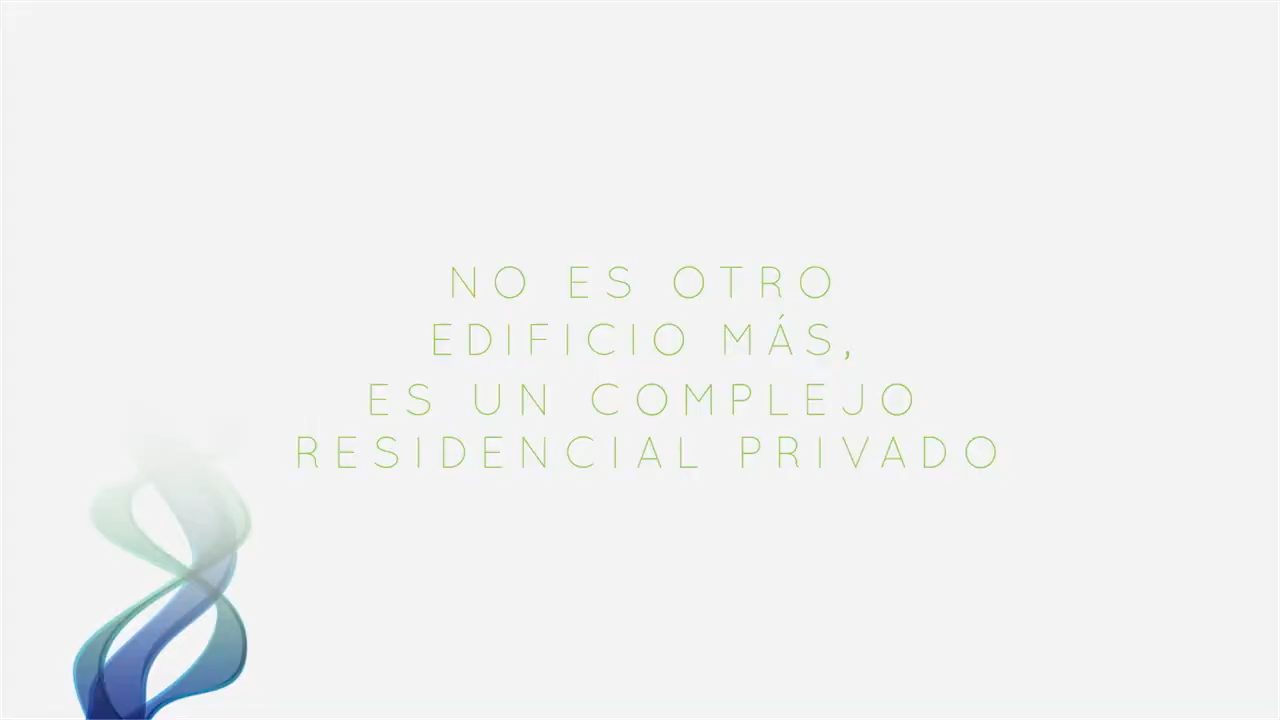 NO ES OTRO
EDIFICIO MÁS,
ES UN COMPLEJO
RESIDENCIAL PRIVADO